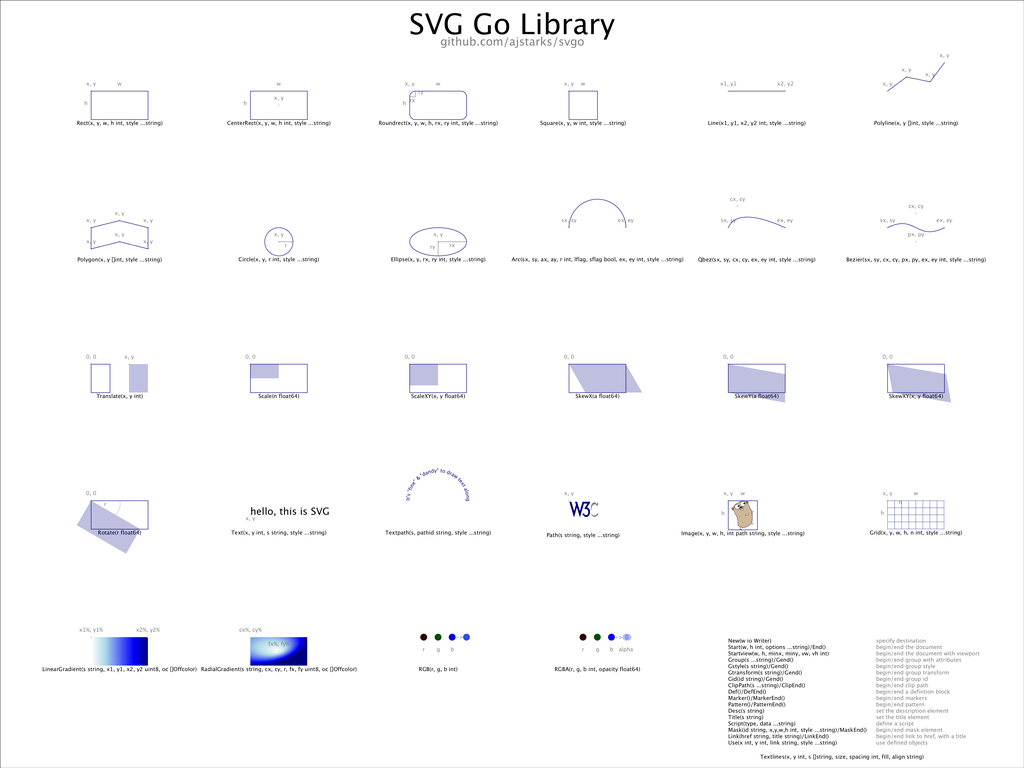 SVG Go Library
github.com/ajstarks/svgo
x, y w
h
Rect(x, y, w, h int, style ...string)
w
h x, y
CenterRect(x, y, w, h int, style ...string)
x, y w
ry
h rx
Roundrect(x, y, w, h, rx, ry int, style ...string)
x, y w
Square(x, y, w int, style ...string)
x1, y1 x2, y2
Line(x1, y1, x2, y2 int, style ...string)
x, y
x, y
x, y
x, y
Polyline(x, y []int, style ...string)
x, y
x, y x, y
x, y
x, y x, y
Polygon(x, y []int, style ...string)
x, y
r
Circle(x, y, r int, style ...string)
x, y
ry rx
Ellipse(x, y, rx, ry int, style ...string)
sx, sy ex, ey
Arc(sx, sy, ax, ay, r int, lflag, sflag bool, ex, ey int, style ...string)
cx, cy
sx, sy ex, ey
Qbez(sx, sy, cx, cy, ex, ey int, style ...string)
cx, cy
sx, sy ex, ey
px, py
Bezier(sx, sy, cx, cy, px, py, ex, ey int, style ...string)
0, 0 x, y
Translate(x, y int)
0, 0
Scale(n float64)
0, 0
ScaleXY(x, y float64)
0, 0
SkewX(a float64)
0, 0
SkewY(a float64)
0, 0
SkewXY(x, y float64)
0, 0
r
Rotate(r float64)
hello, this is SVG
x, y
Text(x, y int, s string, style ...string)
It's "fine" & "dandy" to draw text along
Textpath(s, pathid string, style ...string)
x, y
W3C
Path(s string, style ...string)
x, y w
h
Image(x, y, w, h, int path string, style ...string)
x, y w
n
h
Grid(x, y, w, h, n int, style ...string)
x1%, y1% x2%, y2%
LinearGradient(s string, x1, y1, x2, y2 uint8, oc []Offcolor)
cx%, cy%
fx%, fy%
RadialGradient(s string, cx, cy, r, fx, fy uint8, oc []Offcolor)
r g b
RGB(r, g, b int)
r g b alpha
RGBA(r, g, b int, opacity float64)
New(w io Writer) specify destination
Start(w, h int, options ...string)/End() begin/end the document
Startview(w, h, minx, miny, vw, vh int) begin/end the document with viewport
Group(s ...string)/Gend() begin/end group with attributes
Gstyle(s string)/Gend() begin/end group style
Gtransform(s string)/Gend() begin/end group transform
Gid(id string)/Gend() begin/end group id
ClipPath(s ...string)/ClipEnd() begin/end clip path
Def()/DefEnd() begin/end a defintion block
Marker()/MarkerEnd() begin/end markers
Pattern()/PatternEnd() begin/end pattern
Desc(s string) set the description element
Title(s string) set the title element
Script(type, data ...string) define a script
Mask(id string, x,y,w,h int, style ...string)/MaskEnd() begin/end mask element
Link(href string, title string)/LinkEnd() begin/end link to href, with a title
Use(x int, y int, link string, style ...string) use defined objects
Textlines(x, y int, s []string, size, spacing int, fill, align string)